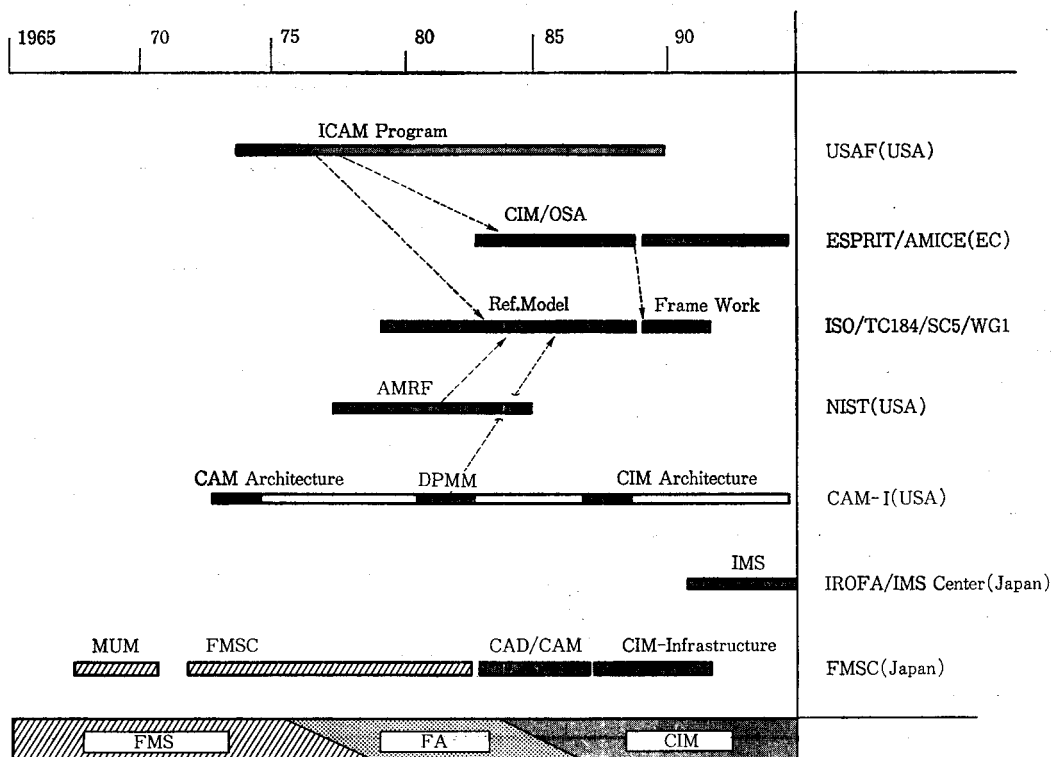 1965 70 75 80 85 90
ICAM Program
USAF(USA)
CIM/OSA
ESPRIT/AMICE(EC)
Ref.Model Frame Work
ISO/TC184/SC5/WG1
AMRF
NIST(USA)
CAM Architecture DPMM CIM Architecture
CAM-I(USA)
IMS
IROFA/IMS Center(Japan)
MUM FMSC CAD/CAM CIM-Infrastructure
FMSC(Japan)
FMS FA CIM